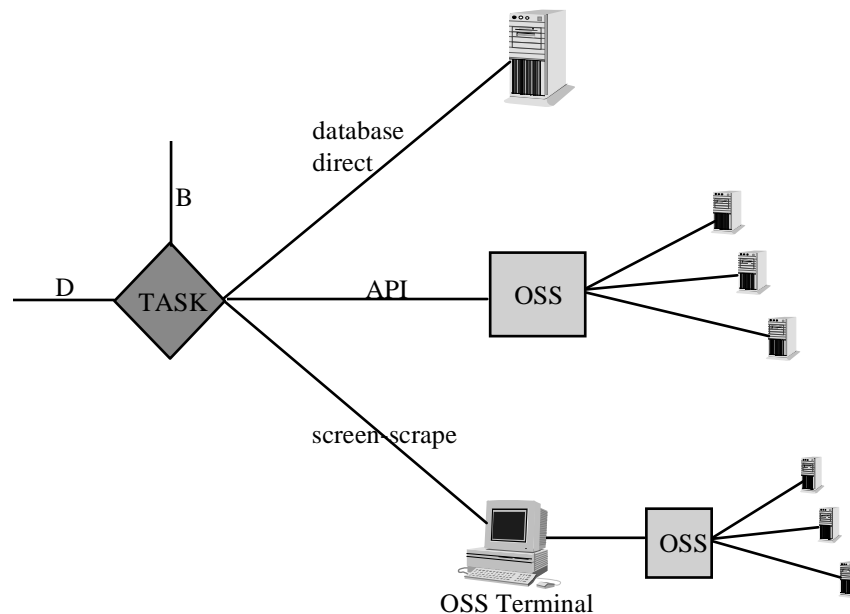 database
direct
B
D
TASK
API
OSS
screen-scrape
OSS
OSS Terminal